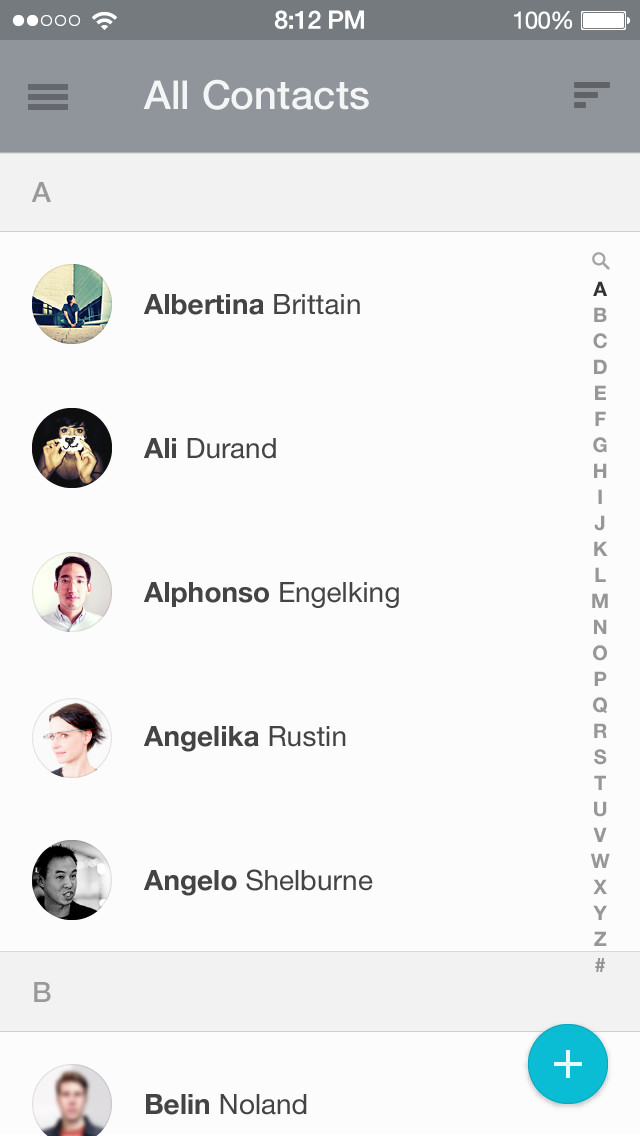 8:12 PM 100%
All Contacts
A
Albertina Brittain
Ali Durand
Alphonso Engelking
Angelika Rustin
Angelo Shelburne
B
Belin Noland
A
B
C
D
E
F
G
H
I
J
K
L
M
N
O
P
Q
R
S
T
U
V
W
X
Y
Z
#